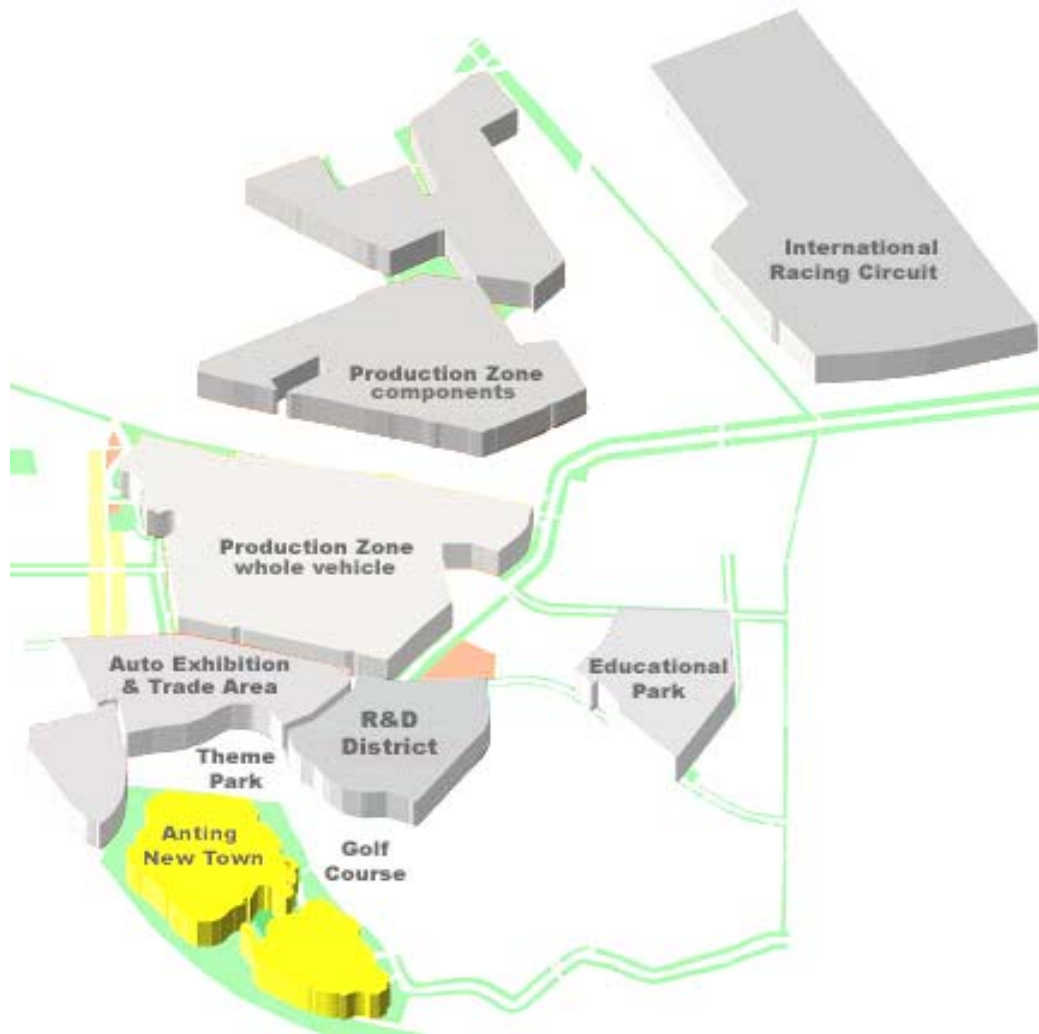 International
Racing Circuit
Production Zone
components
Production Zone
whole vehicle
Auto Exhibition
& Trade Area
Educational
Park
R&D
District
Theme
Park
Anting
New Town
Golf
Course